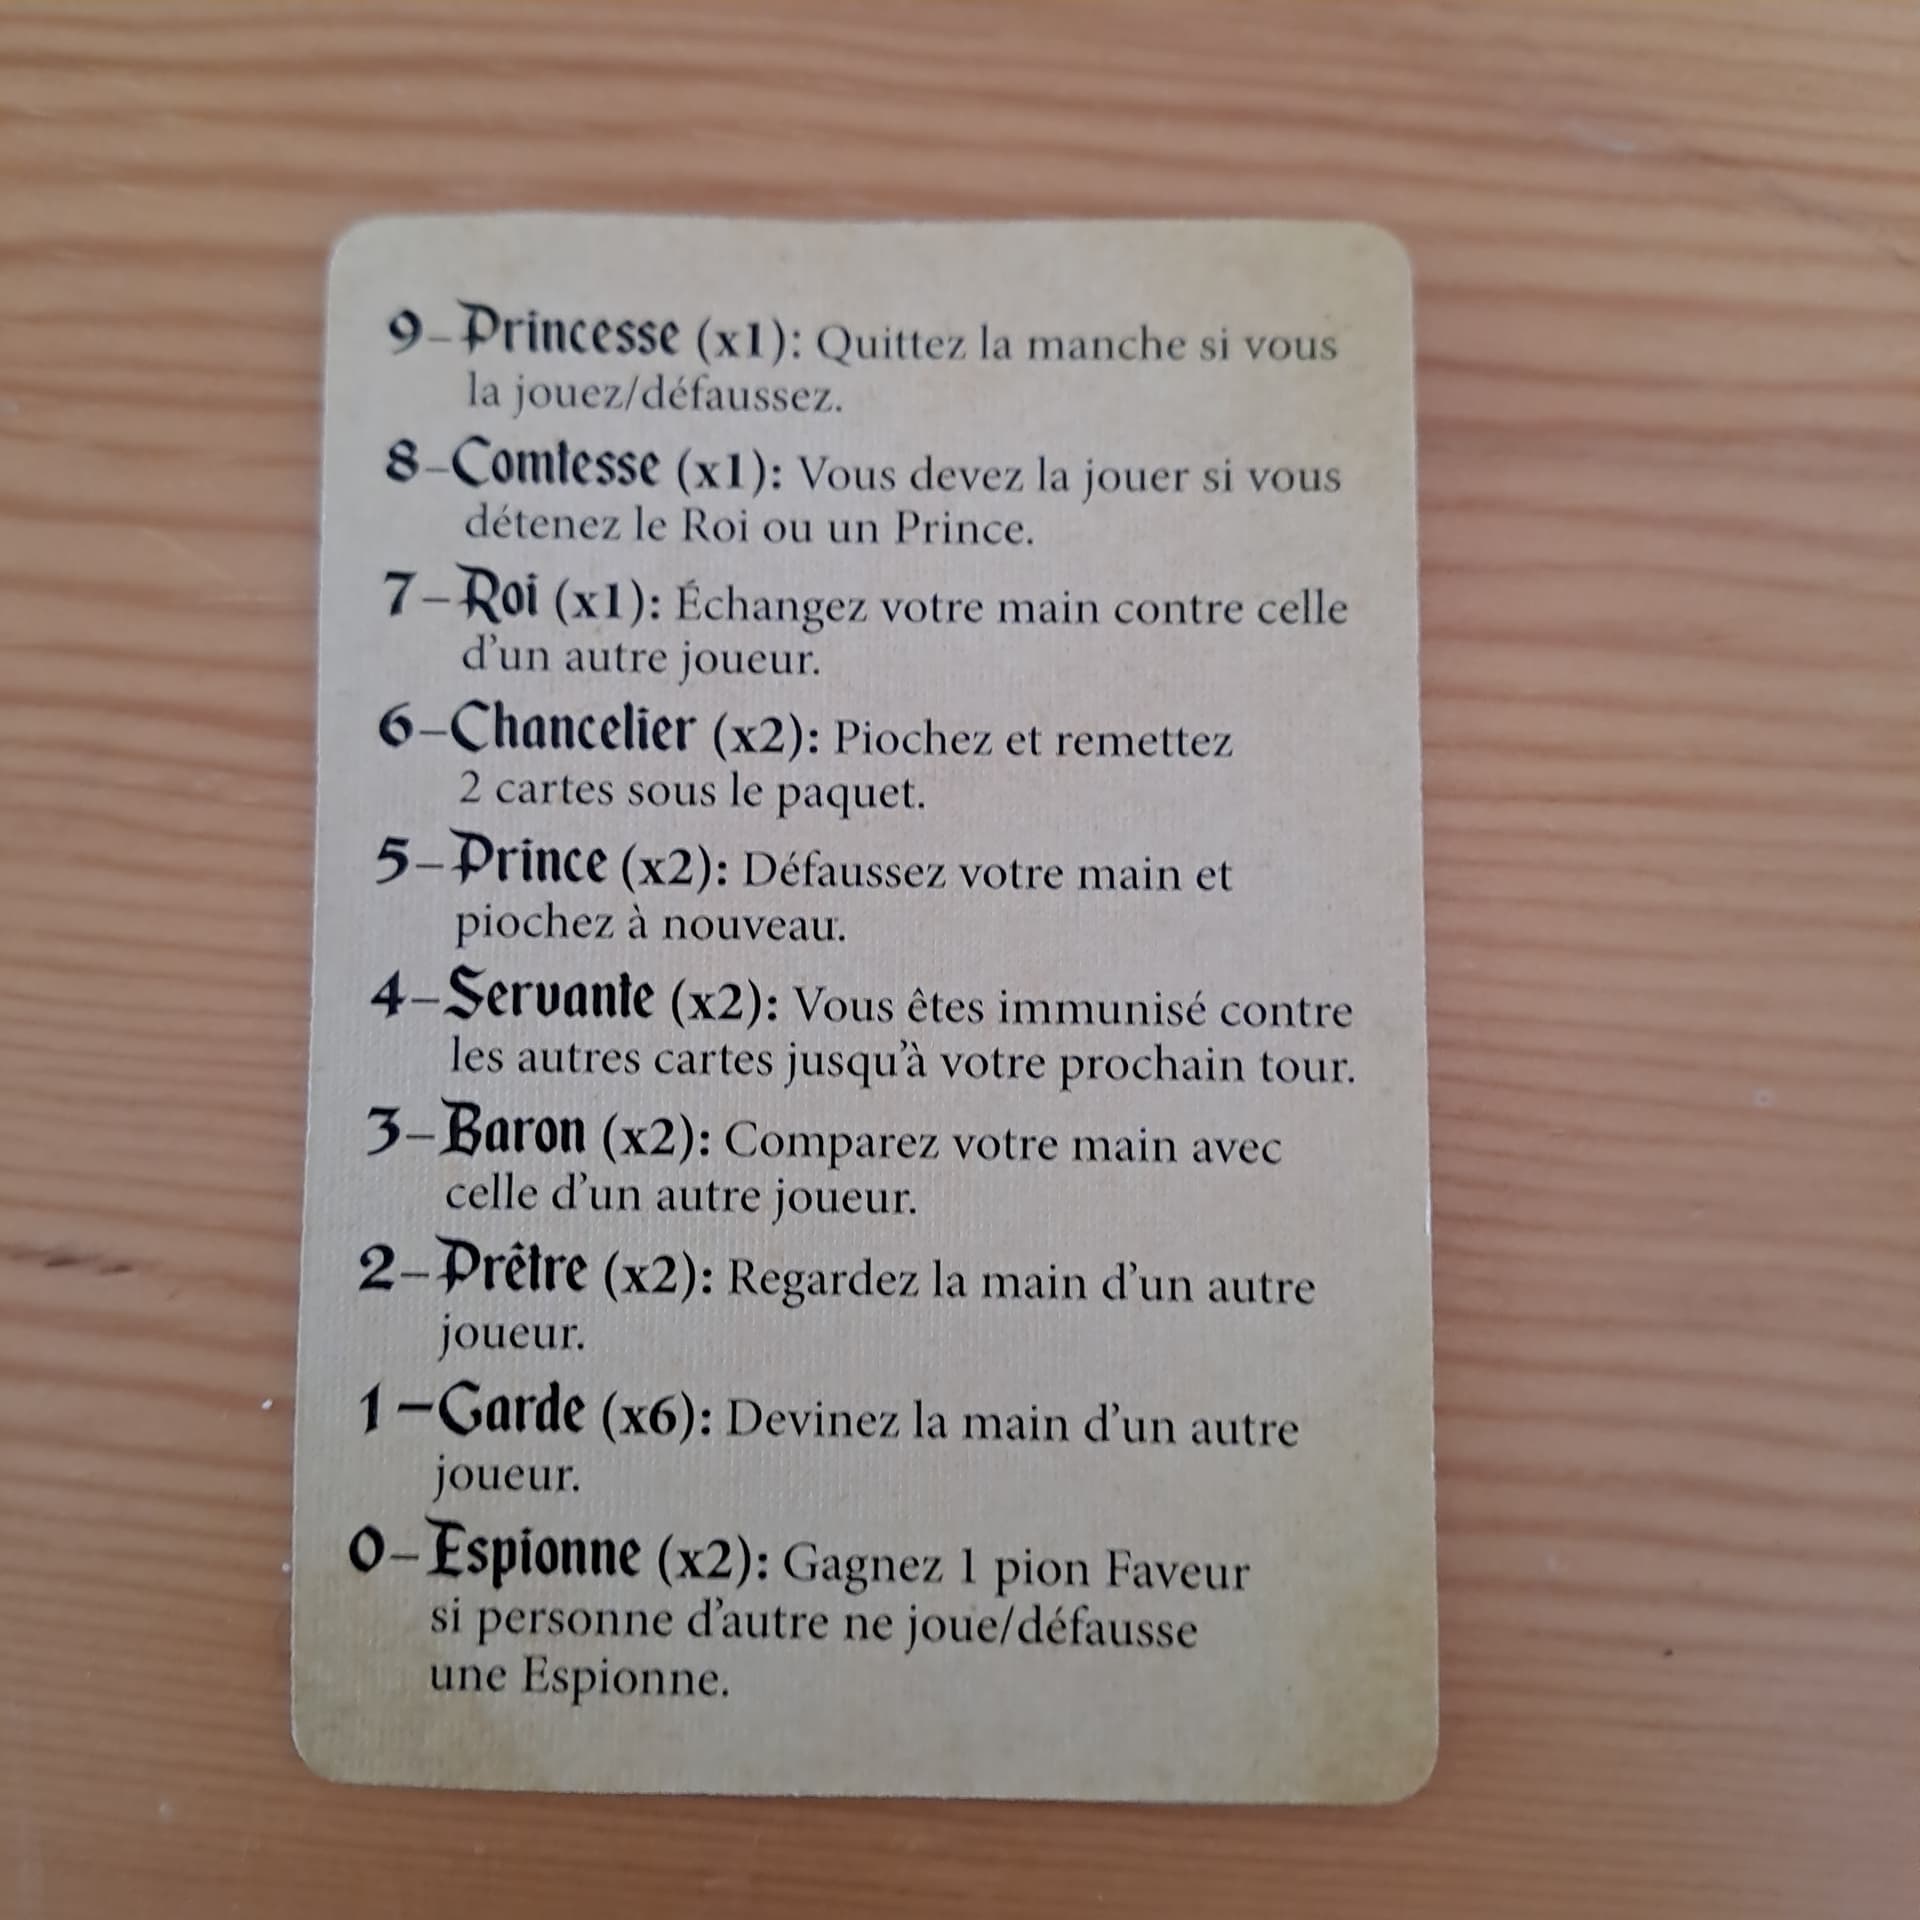 9–Princesse (x1): Quittez la manche si vous
la jouez/défaussez.
8–Comtesse (x1): Vous devez la jouer si vous
détenez le Roi ou un Prince.
7–Roi (x1): Échangez votre main contre celle
d'un autre joueur.
6–Chancelier (x2): Piochez et remettez
2 cartes sous le paquet.
5–Prince (x2): Défaussez votre main et
piochez à nouveau.
4–Servante (x2): Vous êtes immunisé contre
les autres cartes jusqu'à votre prochain tour.
3–Baron (x2): Comparez votre main avec
celle d'un autre joueur.
2–Prêtre (x2): Regardez la main d'un autre
joueur.
1–Garde (x6): Devinez la main d'un autre
joueur.
0–Espionne (x2): Gagnez 1 pion Faveur
si personne d'autre ne joue/défausse
une Espionne.